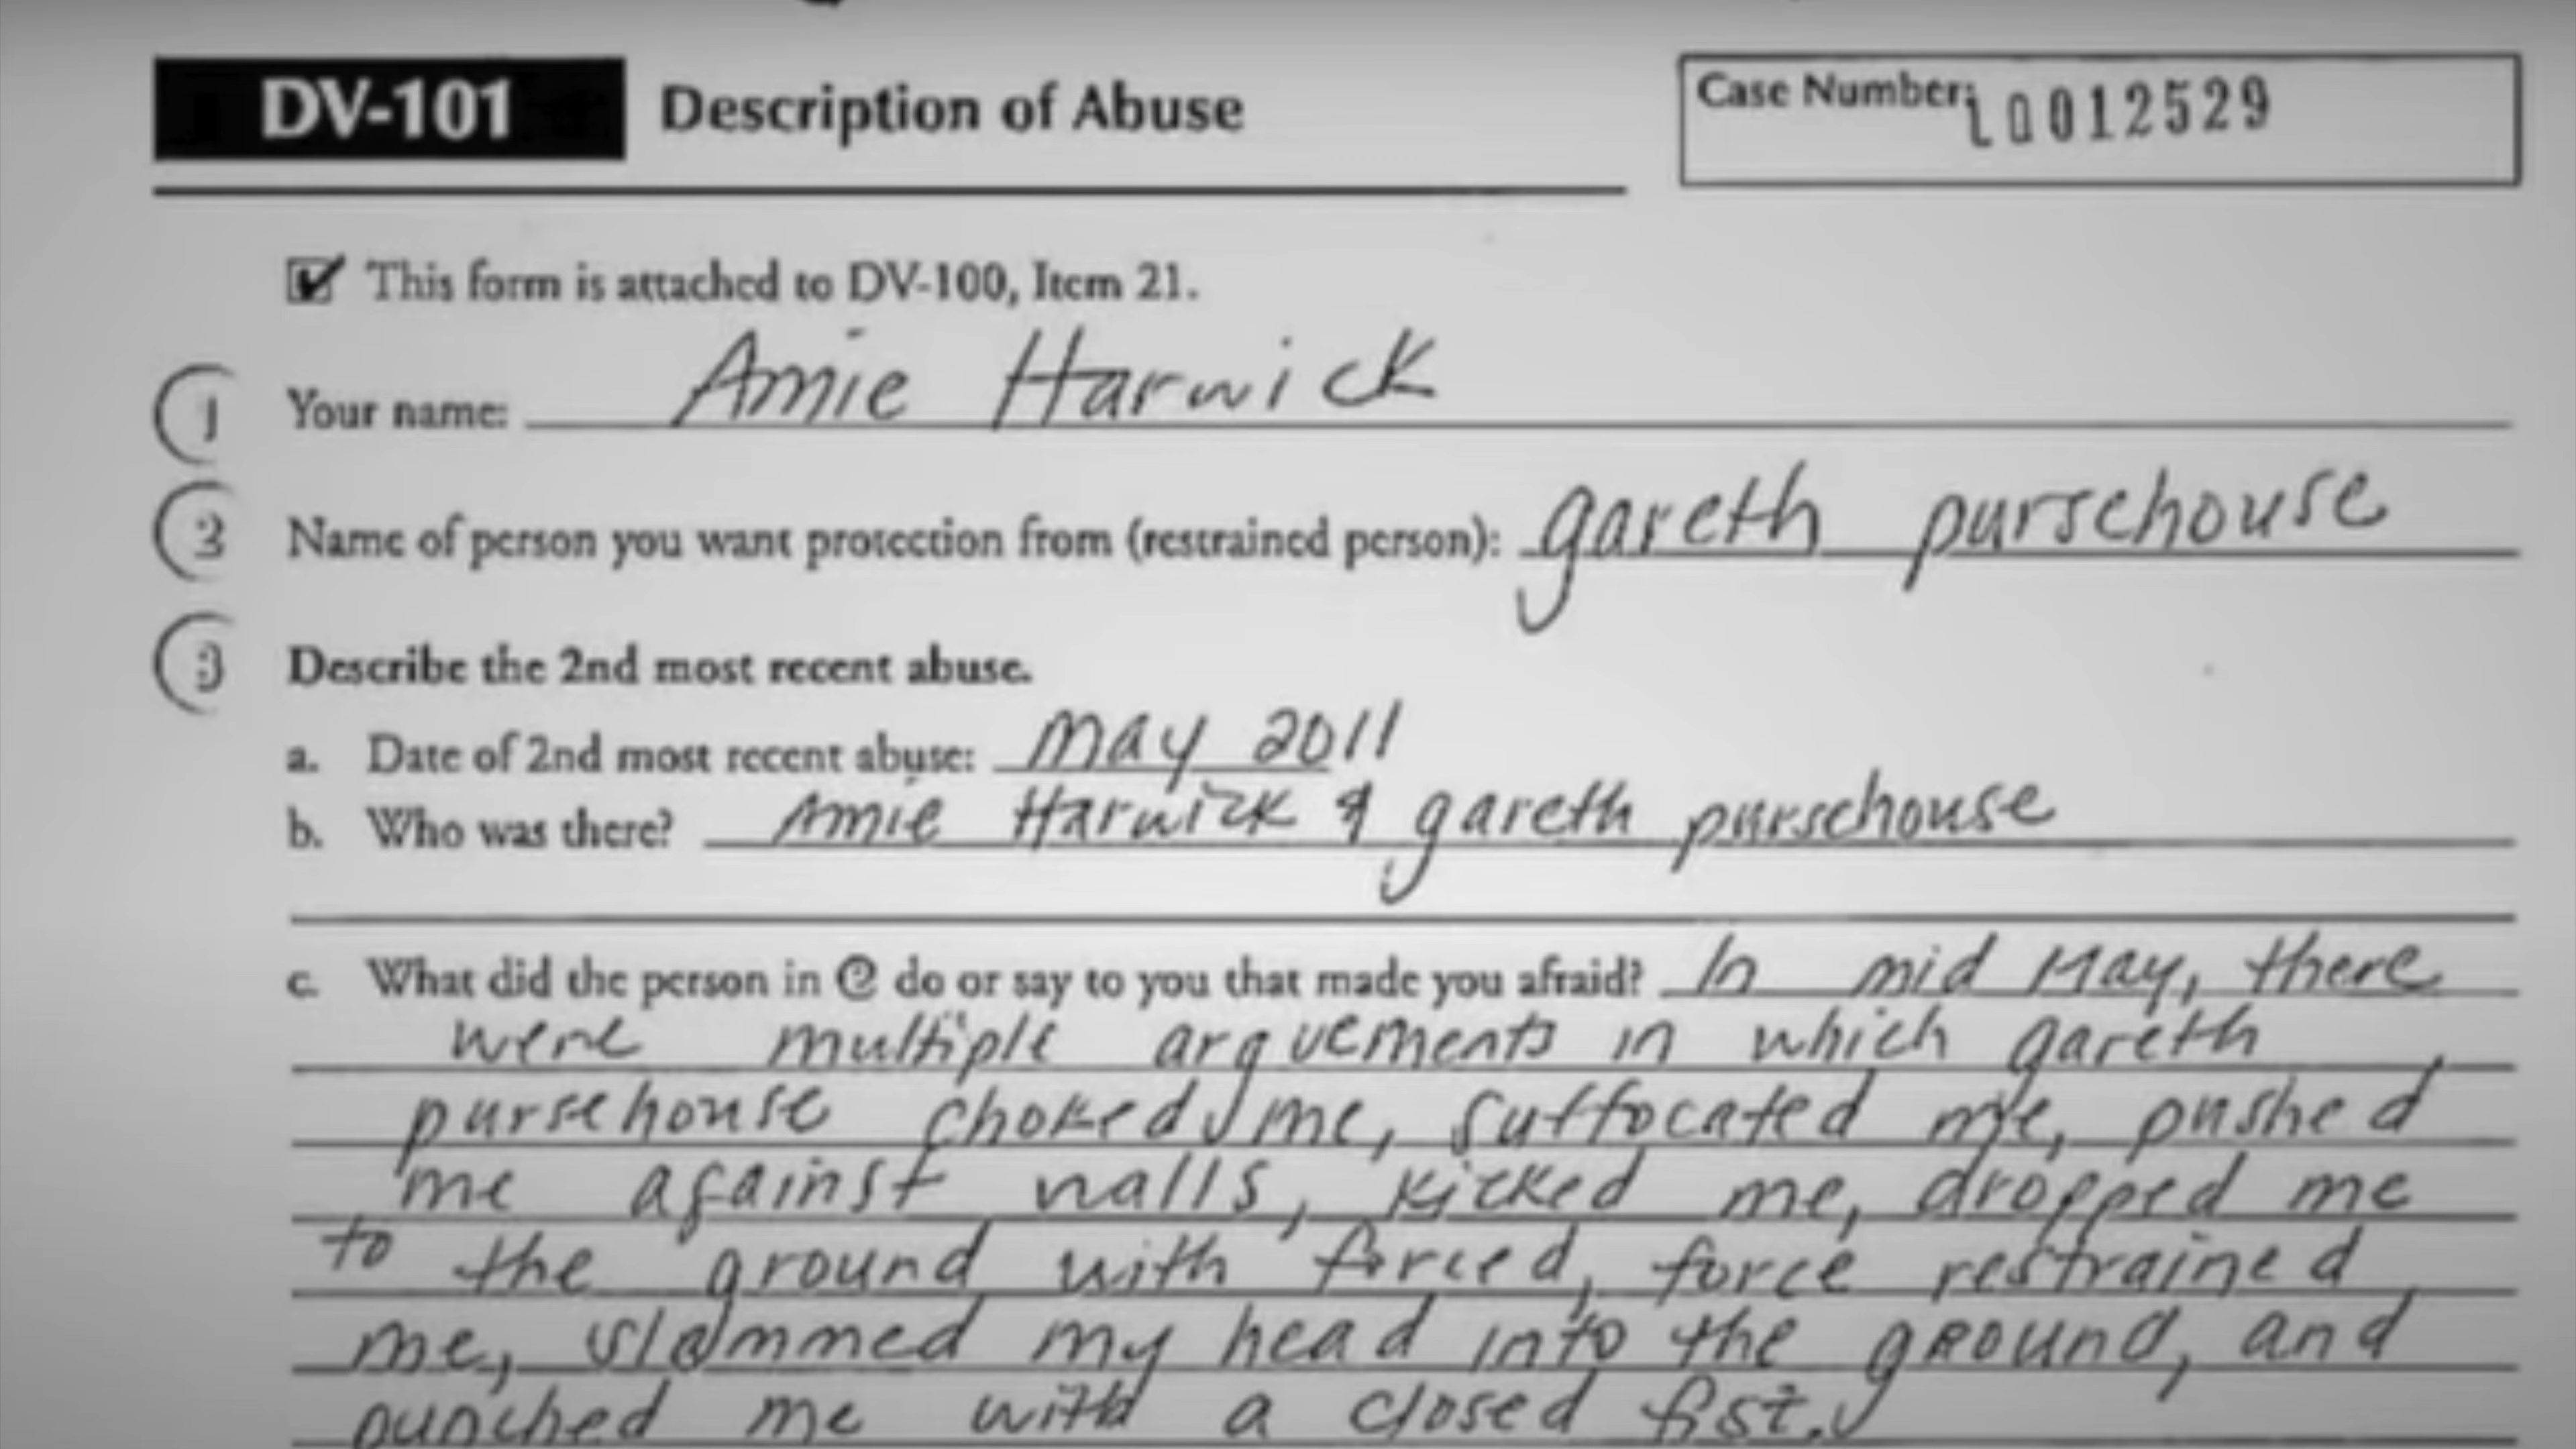 DV-101 Description of Abuse
Case Number: 10012529
This form is attached to DV-100, Item 21.
1 Your name: Amie Harwick
2 Name of person you want protection from (restrained person): gareth purschouse
3 Describe the 2nd most recent abuse.
a. Date of 2nd most recent abuse: May 2011
b. Who was there? Amie Harwick & gareth purschouse
c. What did the person in 2 do or say to you that made you afraid? In mid May, there
were multiple arguements in which gareth
pursehouse choked me, suffocated me, pushed
me against walls, kicked me, dropped me
to the ground with forced, force restrained
me, slammed my head into the ground, and
punched me with a closed fist.